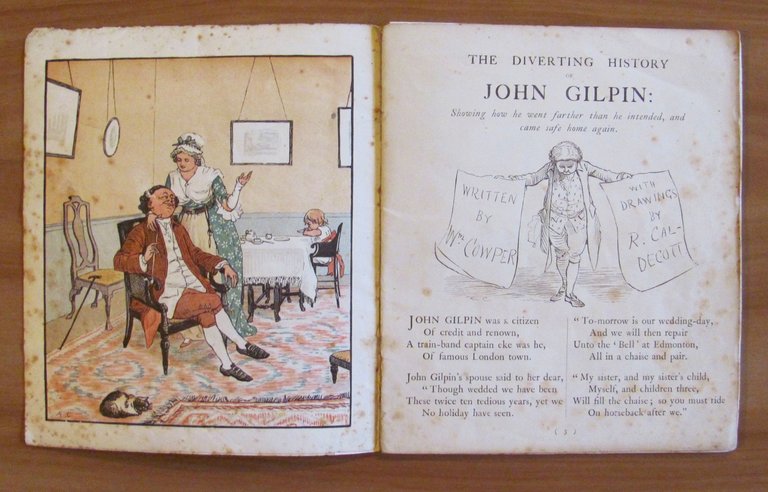 THE DIVERTING HISTORY
OF
JOHN GILPIN:
Showing how he went farther than he intended, and
came safe home again.
WRITTEN
BY
Wm. COWPER
WITH
DRAWINGS
BY
R. CAL-
DECOTT
JOHN GILPIN was a citizen
Of credit and renown,
A train-band captain eke was he,
Of famous London town.
John Gilpin's spouse said to her dear,
"Though wedded we have been
These twice ten tedious years, yet we
No holiday have seen.
"To-morrow is our wedding-day,
And we will then repair
Unto the 'Bell' at Edmonton,
All in a chaise and pair.
"My sister, and my sister's child,
Myself, and children three,
Will fill the chaise; so you must ride
On horseback after we."